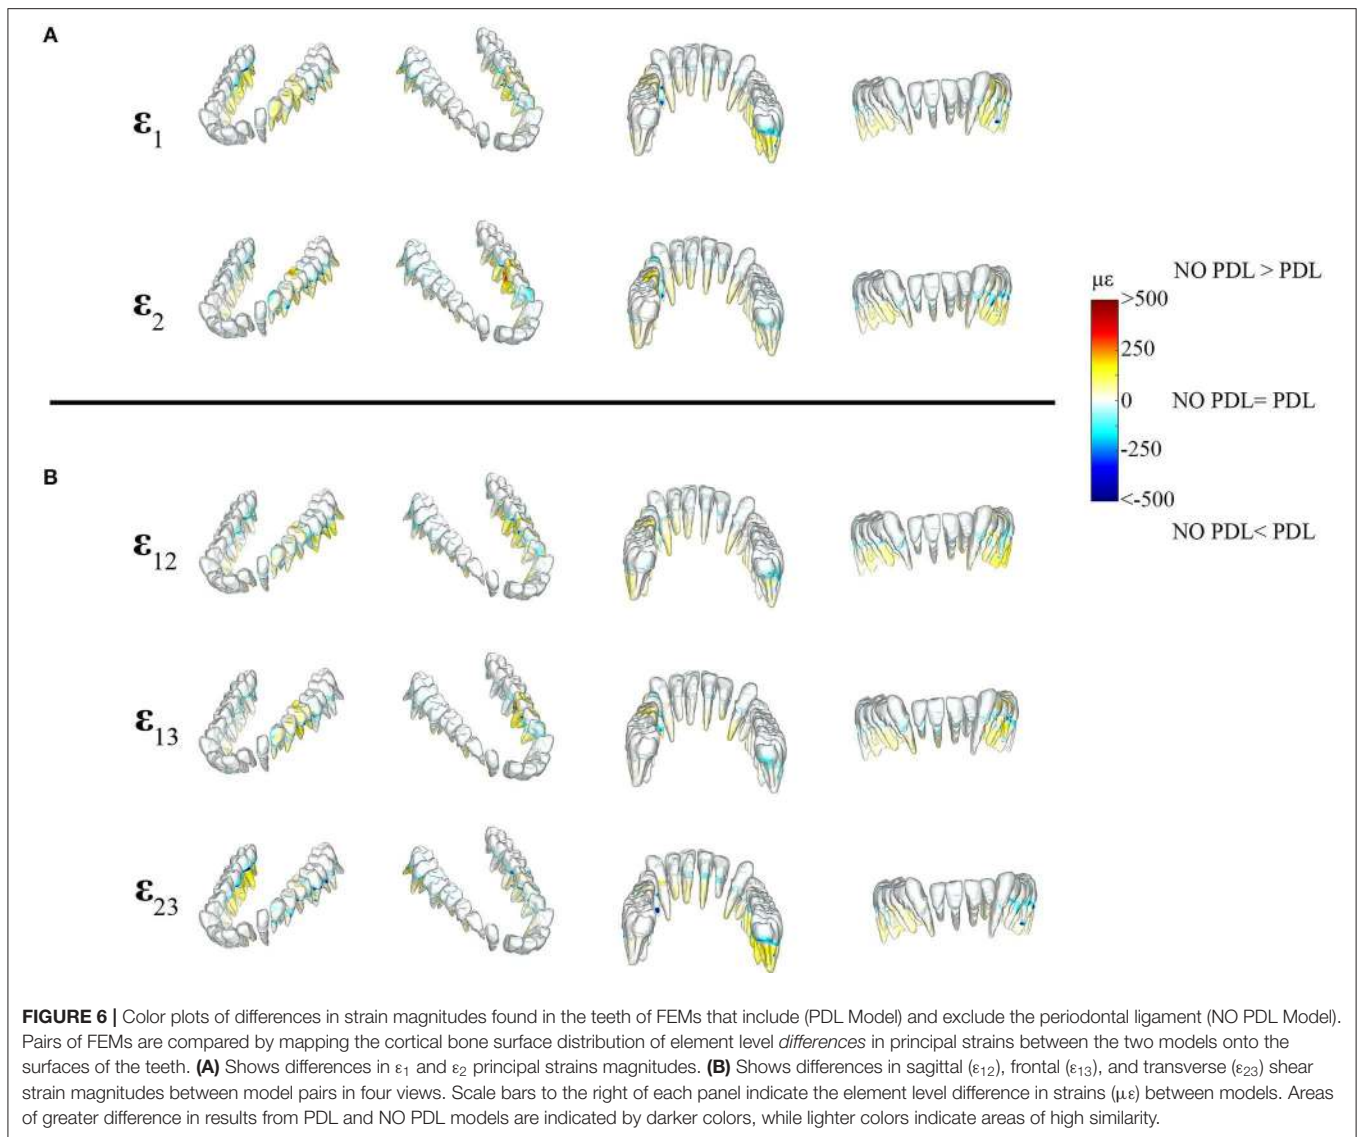 A
ε1
ε2
NO PDL > PDL
με
>500
250
0
NO PDL= PDL
-250
<-500
NO PDL< PDL
B
ε12
ε13
ε23
FIGURE 6 | Color plots of differences in strain magnitudes found in the teeth of FEMs that include (PDL Model) and exclude the periodontal ligament (NO PDL Model).
Pairs of FEMs are compared by mapping the cortical bone surface distribution of element level differences in principal strains between the two models onto the
surfaces of the teeth. (A) Shows differences in ε1 and ε2 principal strains magnitudes. (B) Shows differences in sagittal (ε12), frontal (ε13), and transverse (ε23) shear
strain magnitudes between model pairs in four views. Scale bars to the right of each panel indicate the element level difference in strains (με) between models. Areas
of greater difference in results from PDL and NO PDL models are indicated by darker colors, while lighter colors indicate areas of high similarity.